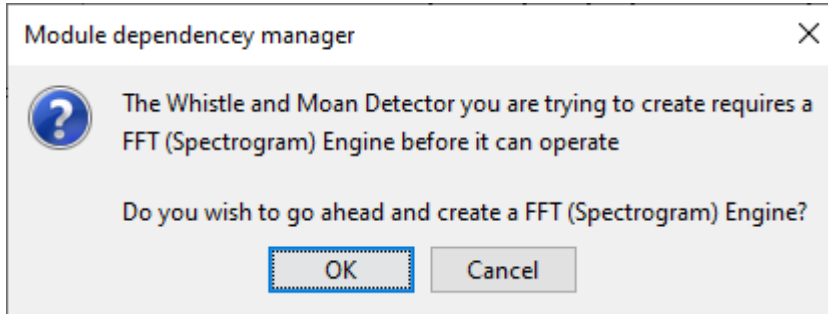 Module dependencey manager
The Whistle and Moan Detector you are trying to create requires a
FFT (Spectrogram) Engine before it can operate
Do you wish to go ahead and create a FFT (Spectrogram) Engine?
OK
Cancel